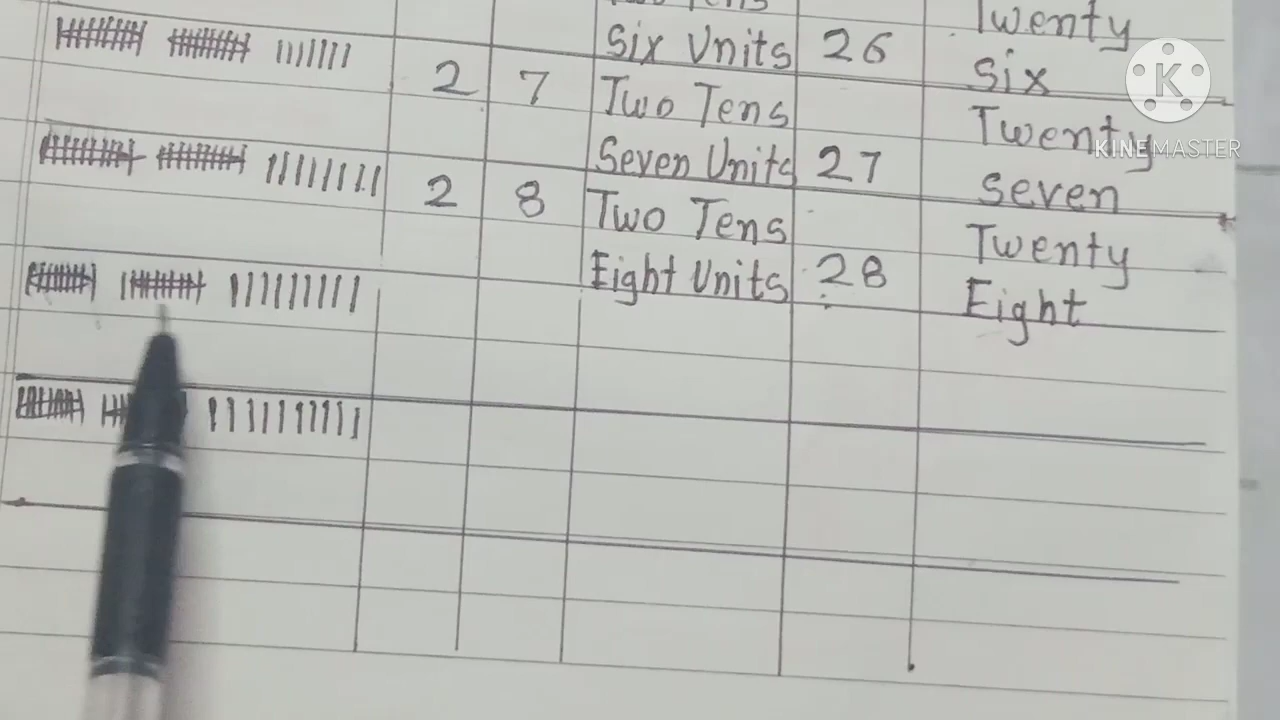 Six Units 26 Twenty
Six
2 7 Two Tens
Seven Units 27 Twenty
Seven
2 8 Two Tens
Eight Units 28 Twenty
Eight
K
KINEMASTER